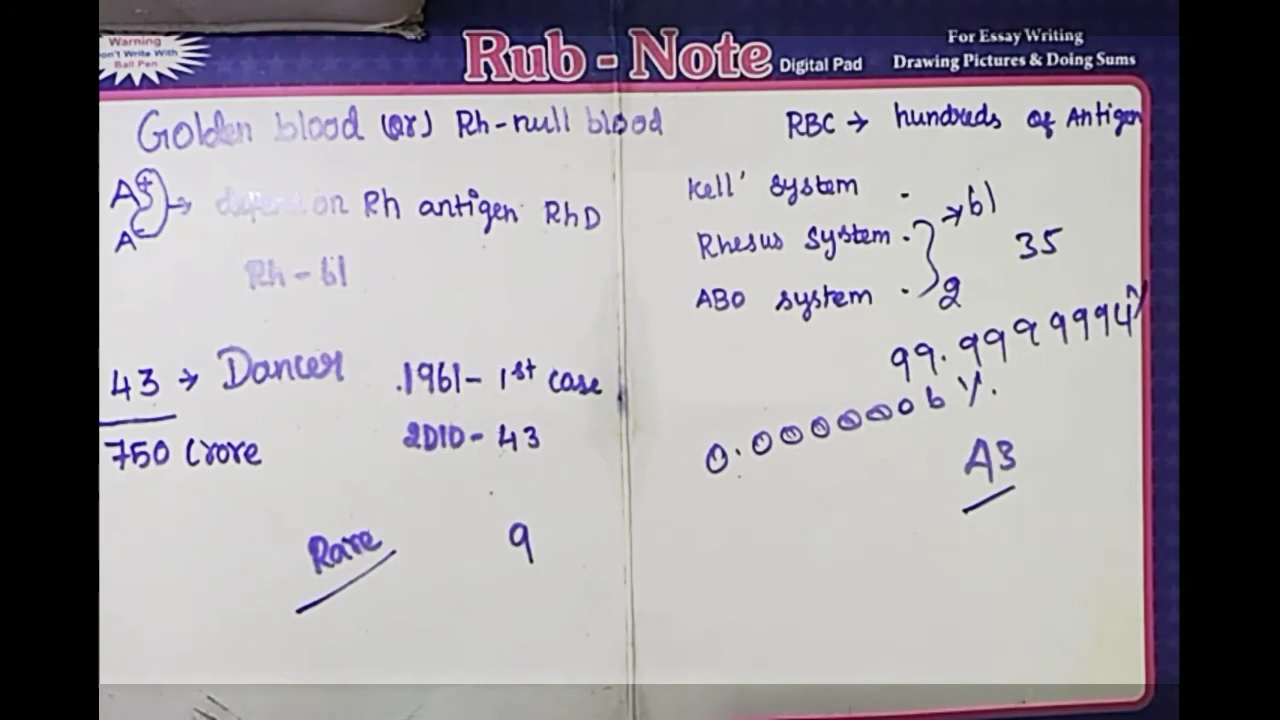 Warning
on't Write With
Ball Pen
Rub - Note Digital Pad
For Essay Writing
Drawing Pictures & Doing Sums
Golden blood (or) Rh-null blood
A+
A-
→ depend on Rh antigen RhD
Rh - 61
43 → Dancer
750 Crore
.1961 - 1st case
2010 - 43
Rare
9
RBC → hundreds of Antigen
Kell' system .
Rhesus system . → 61
ABO system . 2
35
99.9999994%
0.0000006%.
A3